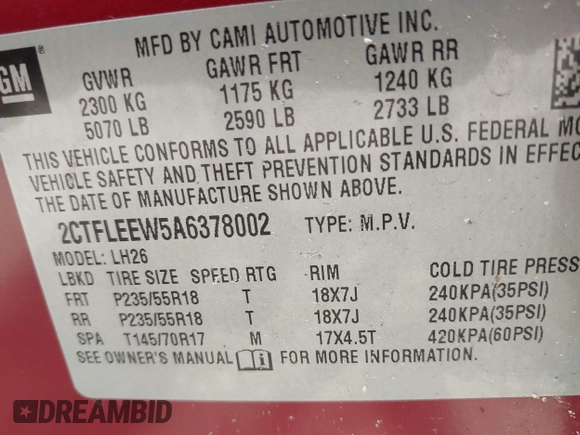 GM
®
MFD BY CAMI AUTOMOTIVE INC.
GVWR GAWR FRT GAWR RR
2300 KG 1175 KG 1240 KG
5070 LB 2590 LB 2733 LB
THIS VEHICLE CONFORMS TO ALL APPLICABLE U.S. FEDERAL MO
VEHICLE SAFETY AND THEFT PREVENTION STANDARDS IN EFFEC
THE DATE OF MANUFACTURE SHOWN ABOVE.
2CTFLEEW5A6378002 TYPE: M.P.V.
MODEL: LH26
LBKD TIRE SIZE SPEED RTG RIM COLD TIRE PRESS
FRT P235/55R18 T 18X7J 240KPA(35PSI)
RR P235/55R18 T 18X7J 240KPA(35PSI)
SPA T145/70R17 M 17X4.5T 420KPA(60PSI)
SEE OWNER'S MANUAL FOR MORE INFORMATION.
DREAMBID